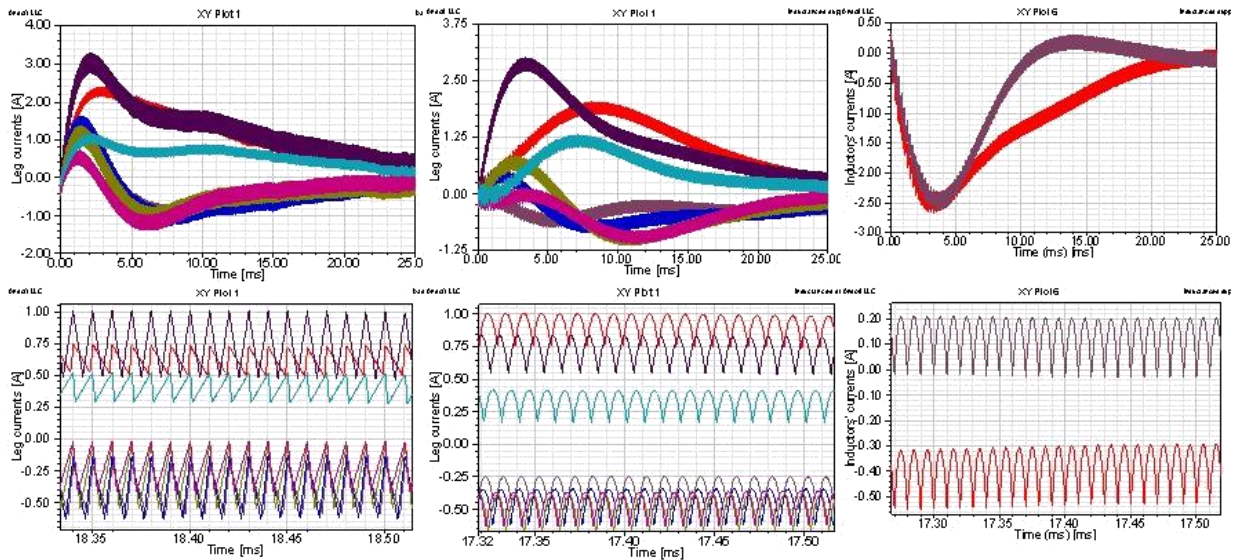 XY Plot 1
4.00
3.00
2.00
1.00
0.00
-1.00
-2.00
Leg currents [A]
0.00 5.00 10.00 15.00 20.00 25.0
Time [ms]
XY Plot 1
3.75
2.50
1.25
0.00
-1.25
Leg currents [A]
0.00 5.00 10.00 15.00 20.00 25.00
Time [ms]
XY Plot 6
0.50
0.00
-0.50
-1.00
-1.50
-2.00
-2.50
-3.00
Inductors' currents [A]
0.00 5.00 10.00 15.00 20.00 25.00
Time (ms) [ms]
XY Plot 1
1.00
0.75
0.50
0.25
0.00
-0.25
-0.50
Leg currents [A]
18.35 18.40 18.45 18.50
Time [ms]
XY Plot 1
1.00
0.75
0.50
0.25
0.00
-0.25
-0.50
Leg currents [A]
17.32 17.35 17.40 17.45 17.50
Time [ms]
XY Plot 6
0.20
0.10
0.00
-0.10
-0.20
-0.30
-0.40
-0.50
Inductors' currents [A]
17.30 17.35 17.40 17.45 17.50
Time (ms) [ms]